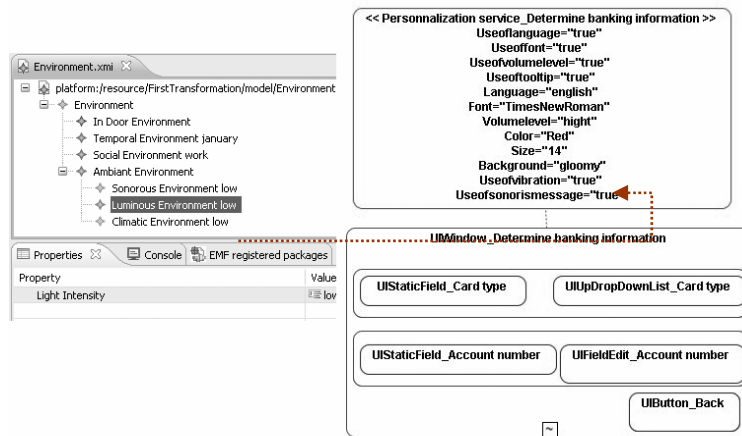 Environment.xmi
platform:/resource/FirstTransformation/model/Environment
Environment
In Door Environment
Temporal Environment january
Social Environment work
Ambiant Environment
Sonorous Environment low
Luminous Environment low
Climatic Environment low
Properties
Console
EMF registered packages
Property
Value
Light Intensity
low
<< Personnalization service_Determine banking information >>
Useoflanguage="true"
Useoffont="true"
Useofvolumelevel="true"
Useoftooltip="true"
Language="english"
Font="TimesNewRoman"
Volumelevel="hight"
Color="Red"
Size="14"
Background="gloomy"
Useofvibration="true"
Useofsonorismessage="true"
UIWindow_Determine banking information
UIStaticField_Card type
UIUpDropDownList_Card type
UIStaticField_Account number
UIFieldEdit_Account number
UIButton_Back
~